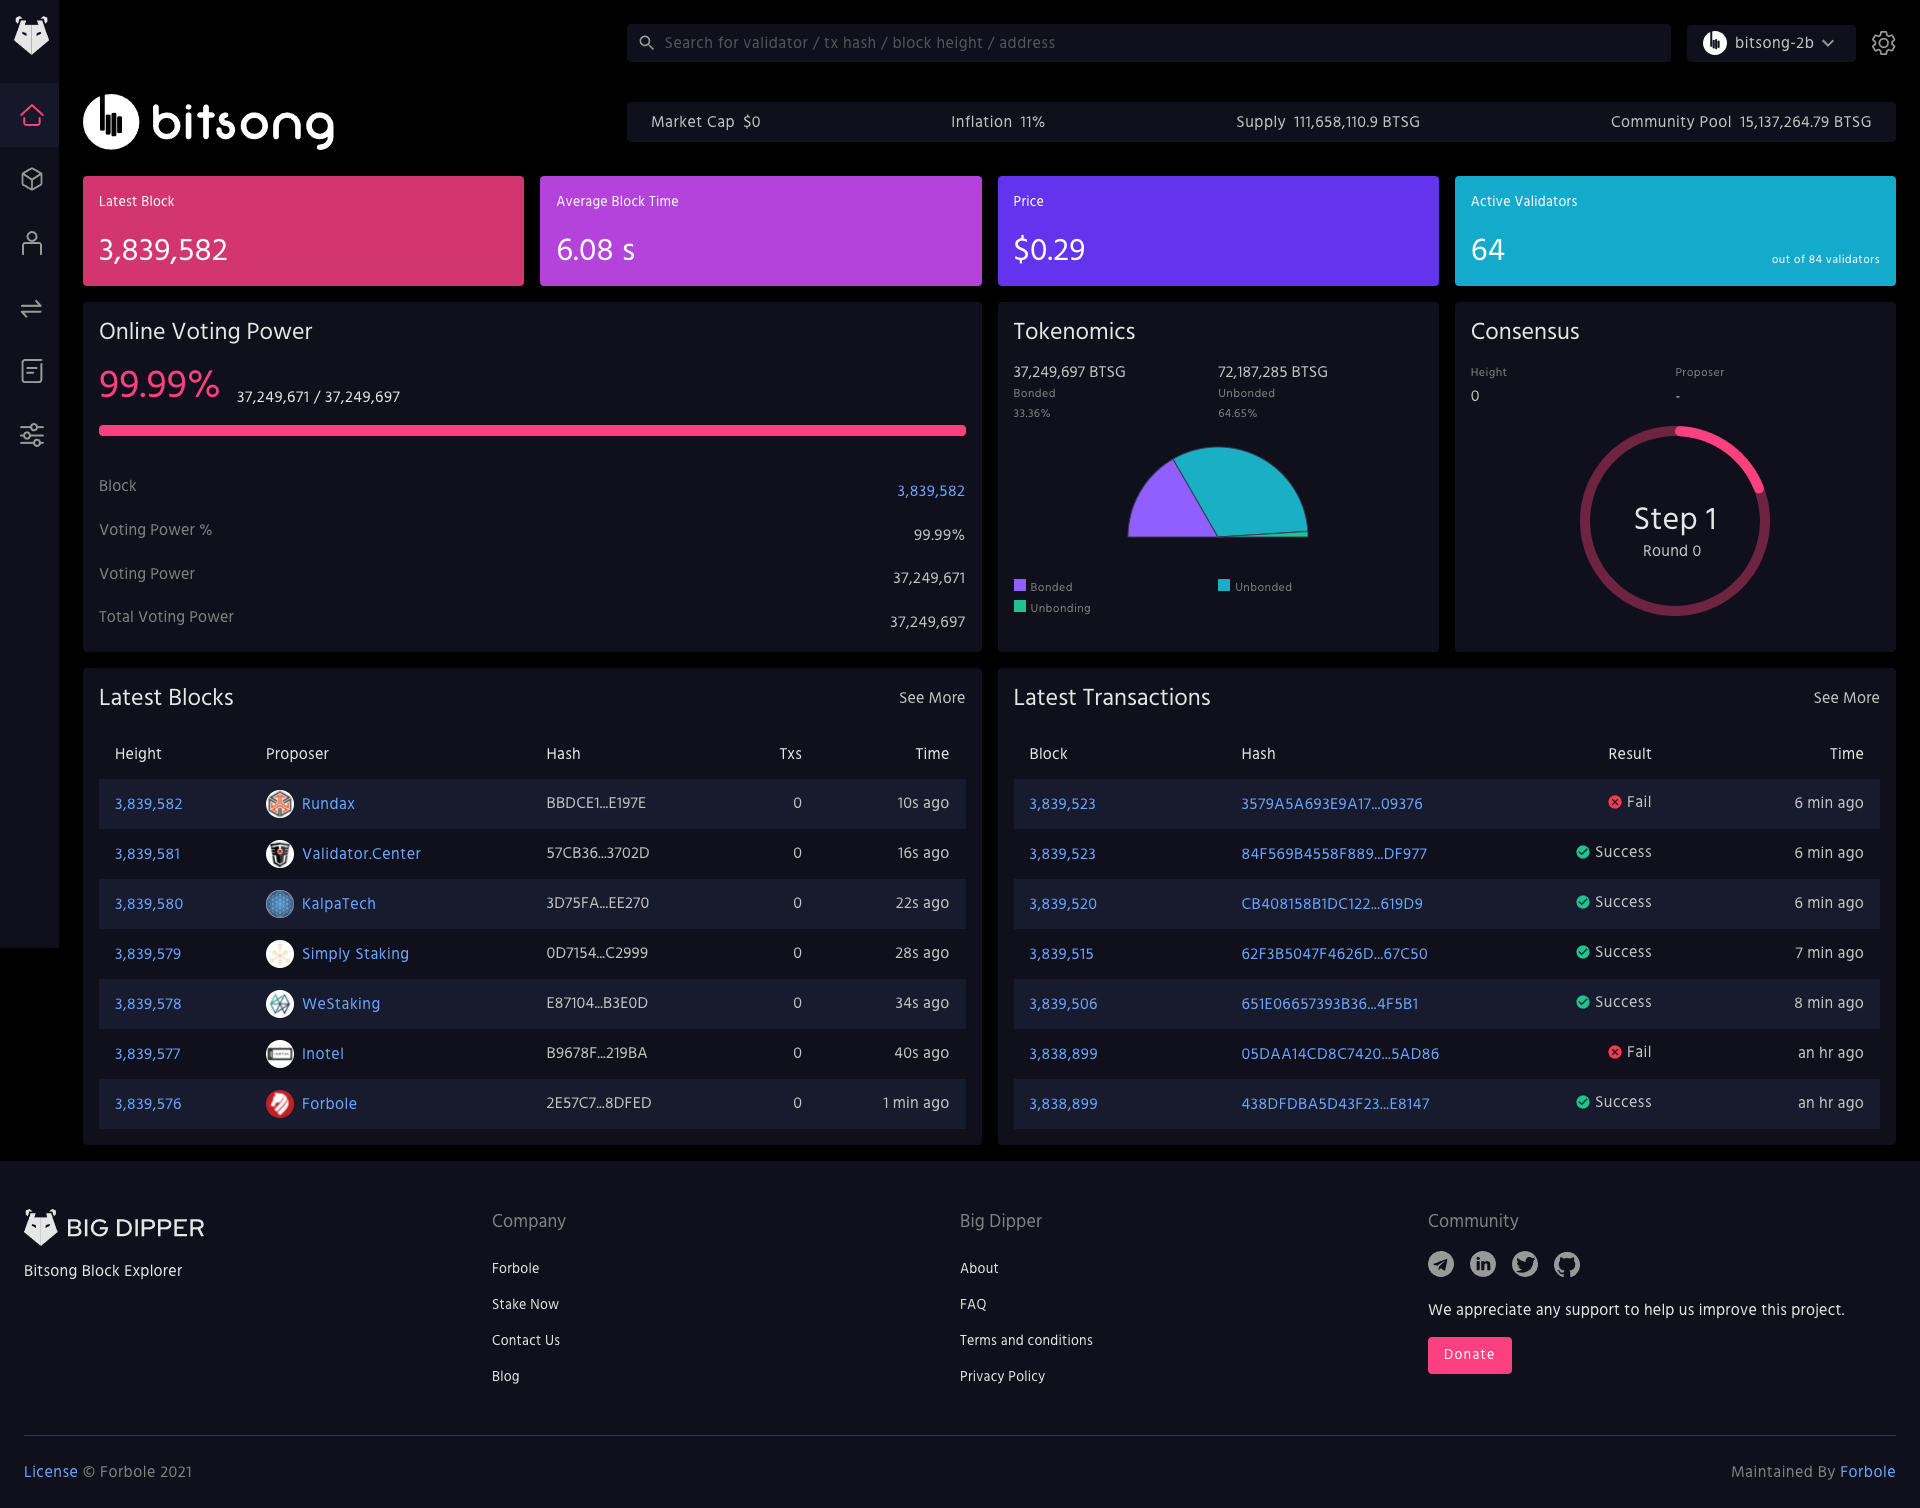 Search for validator / tx hash / block height / address
bitsong-2b
bitsong
Market Cap $0 Inflation 11% Supply 111,658,110.9 BTSG Community Pool 15,137,264.79 BTSG
Latest Block
3,839,582
Average Block Time
6.08 s
Price
$0.29
Active Validators
64
out of 84 validators
Online Voting Power
99.99% 37,249,671 / 37,249,697
Block 3,839,582
Voting Power % 99.99%
Voting Power 37,249,671
Total Voting Power 37,249,697
Tokenomics
37,249,697 BTSG 72,187,285 BTSG
Bonded Unbonded
33.36% 64.65%
Bonded Unbonded
Unbonding
Consensus
Height Proposer
0 -
Step 1
Round 0
Latest Blocks See More
Height Proposer Hash Txs Time
3,839,582 Rundax BBDCE1...E197E 0 10s ago
3,839,581 Validator.Center 57CB36...3702D 0 16s ago
3,839,580 KalpaTech 3D75FA...EE270 0 22s ago
3,839,579 Simply Staking 0D7154...C2999 0 28s ago
3,839,578 WeStaking E87104...B3E0D 0 34s ago
3,839,577 Inotel B9678F...219BA 0 40s ago
3,839,576 Forbole 2E57C7...8DFED 0 1 min ago
Latest Transactions See More
Block Hash Result Time
3,839,523 3579A5A693E9A17...09376 Fail 6 min ago
3,839,523 84F569B4558F889...DF977 Success 6 min ago
3,839,520 CB408158B1DC122...619D9 Success 6 min ago
3,839,515 62F3B5047F4626D...67C50 Success 7 min ago
3,839,506 651E06657393B36...4F5B1 Success 8 min ago
3,838,899 05DAA14CD8C7420...5AD86 Fail an hr ago
3,838,899 438DFDBA5D43F23...E8147 Success an hr ago
BIG DIPPER
Bitsong Block Explorer
Company
Forbole
Stake Now
Contact Us
Blog
Big Dipper
About
FAQ
Terms and conditions
Privacy Policy
Community
We appreciate any support to help us improve this project.
Donate
License © Forbole 2021
Maintained By Forbole